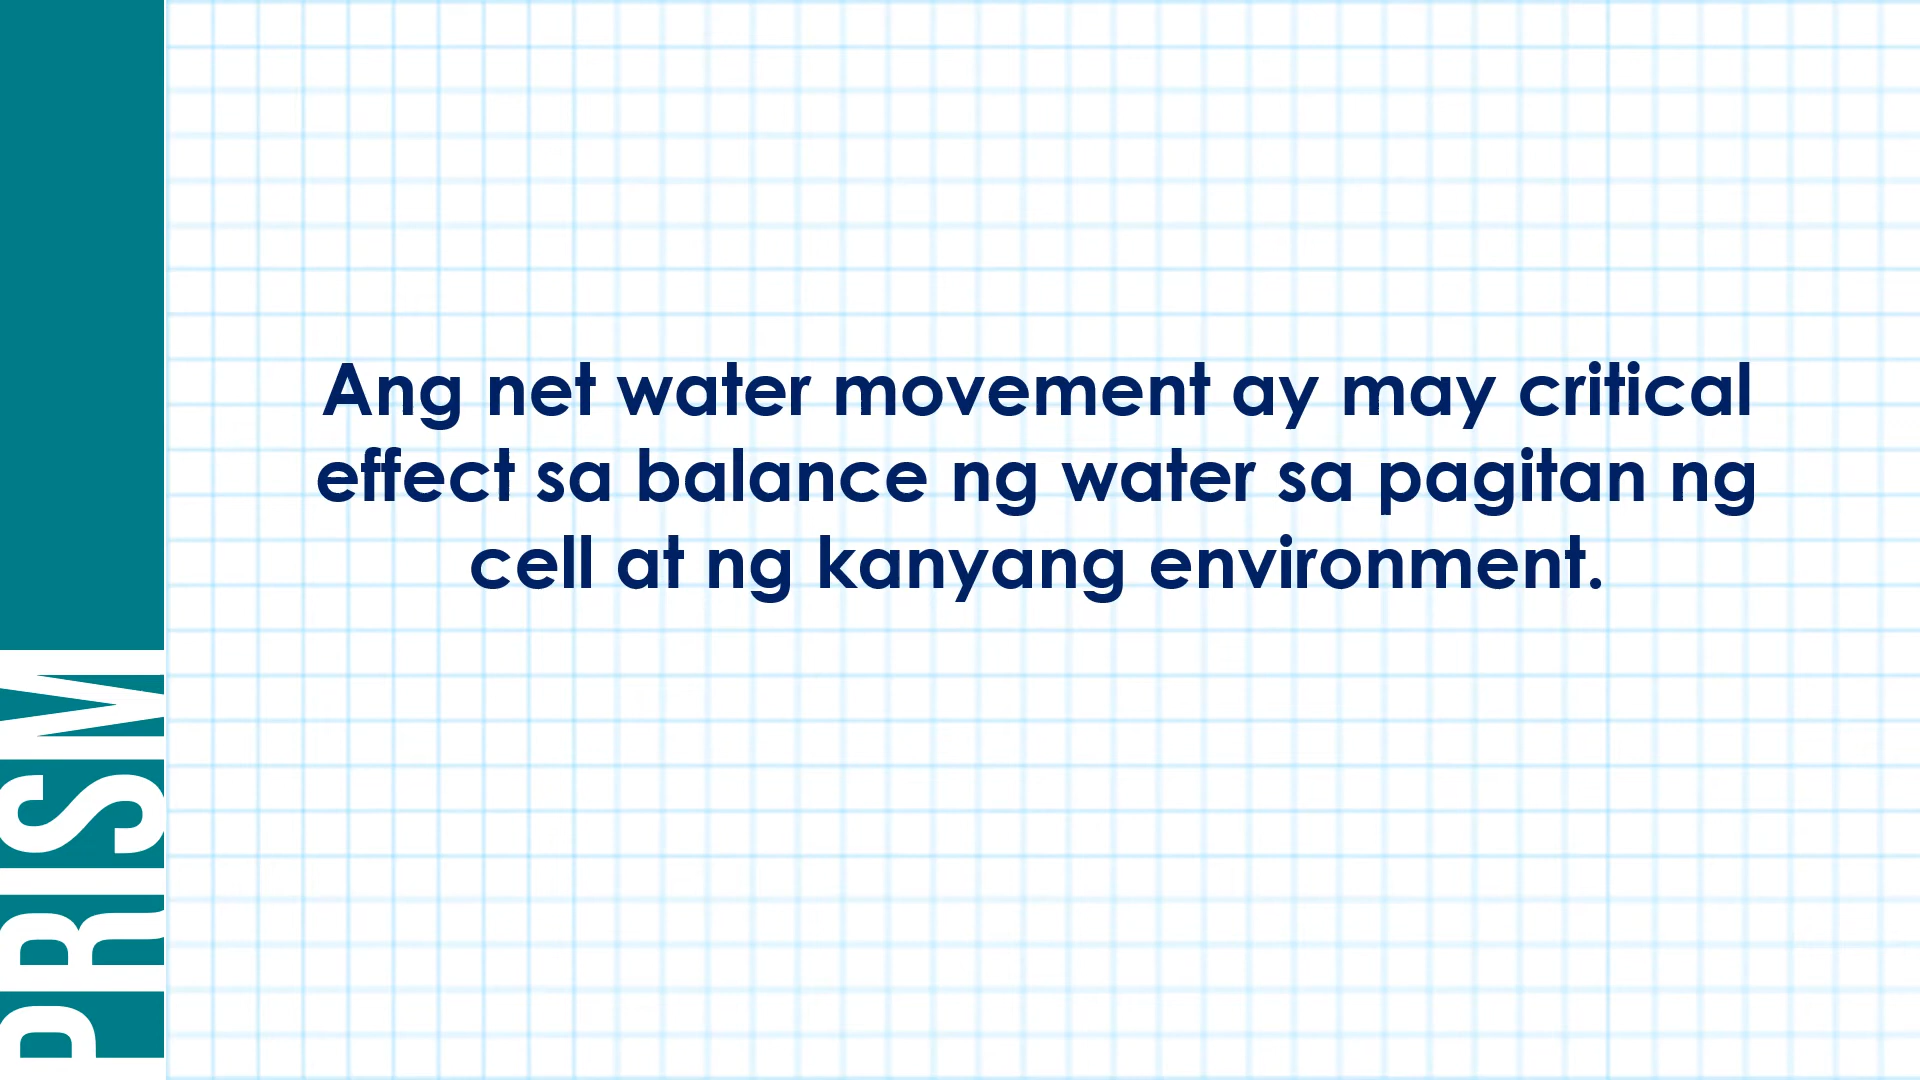 Ang net water movement ay may critical
effect sa balance ng water sa pagitan ng
cell at ng kanyang environment.
PRISM